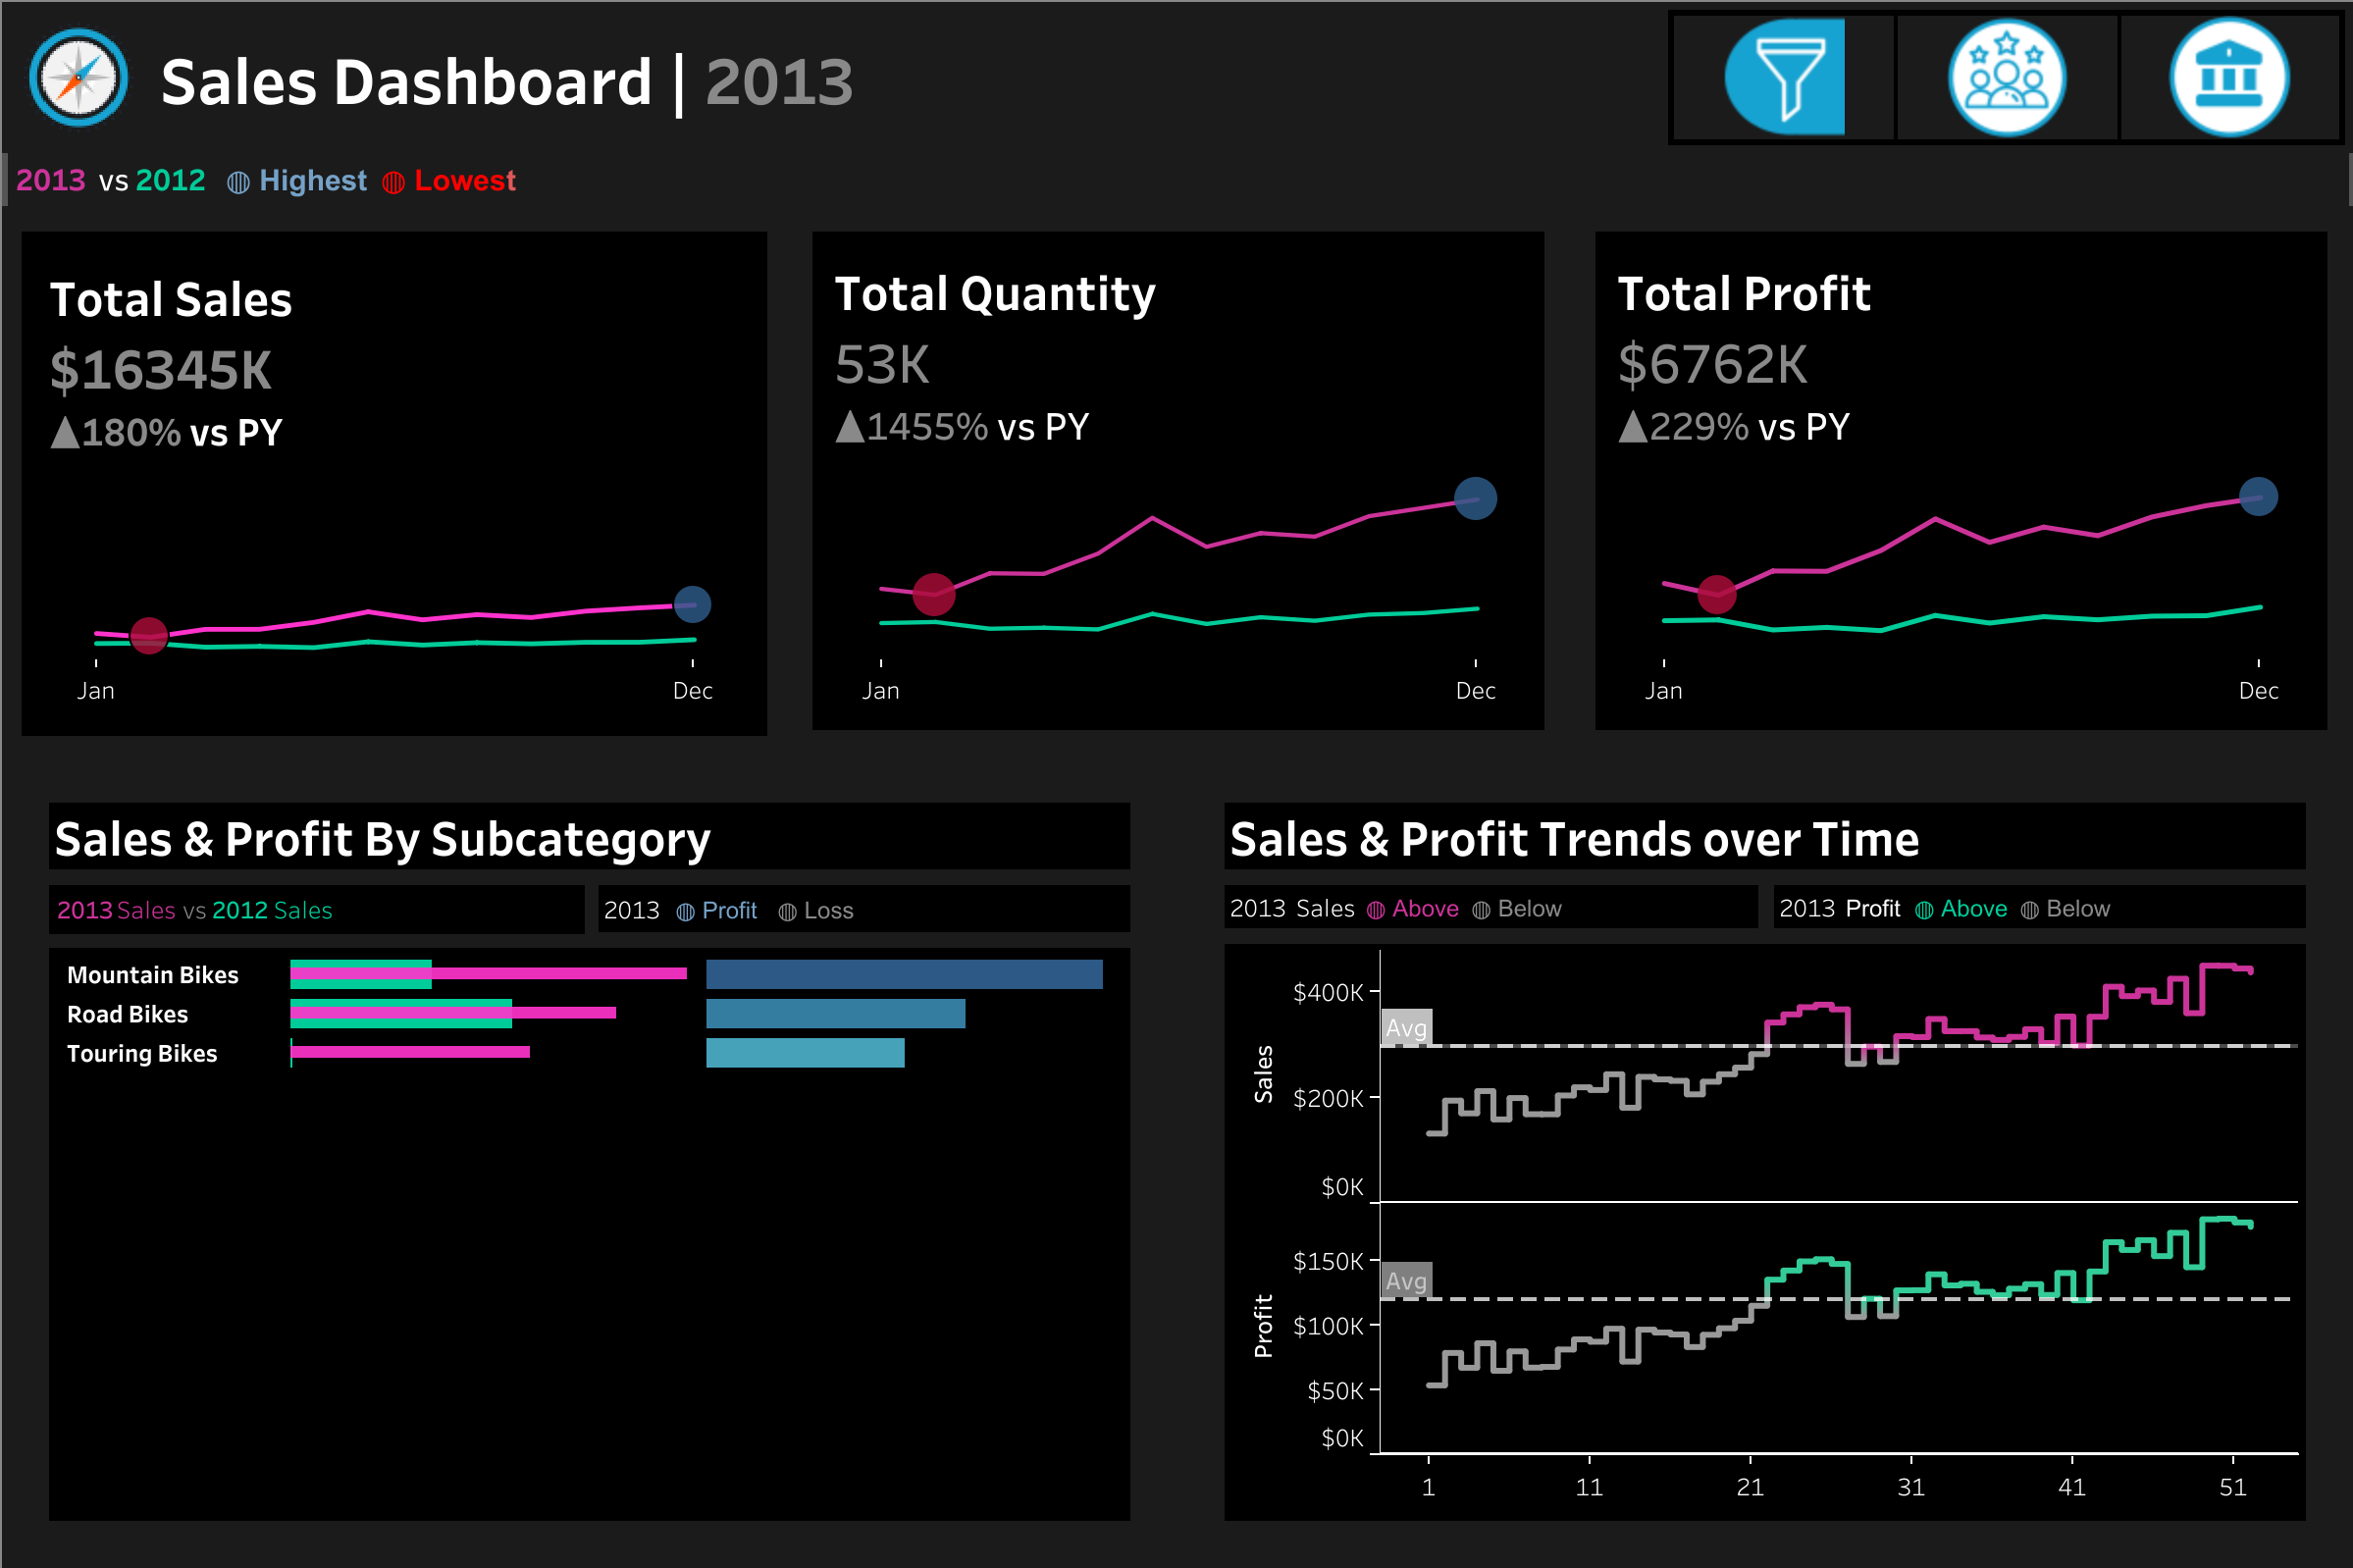 Sales Dashboard | 2013
2013 vs 2012 Highest Lowest
Total Sales
$16345K
▲180% vs PY
Jan Dec
Total Quantity
53K
▲1455% vs PY
Jan Dec
Total Profit
$6762K
▲229% vs PY
Jan Dec
Sales & Profit By Subcategory
2013 Sales vs 2012 Sales
2013 Profit Loss
Mountain Bikes
Road Bikes
Touring Bikes
Sales & Profit Trends over Time
2013 Sales Above Below
2013 Profit Above Below
Sales
$400K
Avg
$200K
$0K
Profit
$150K
Avg
$100K
$50K
$0K
1 11 21 31 41 51